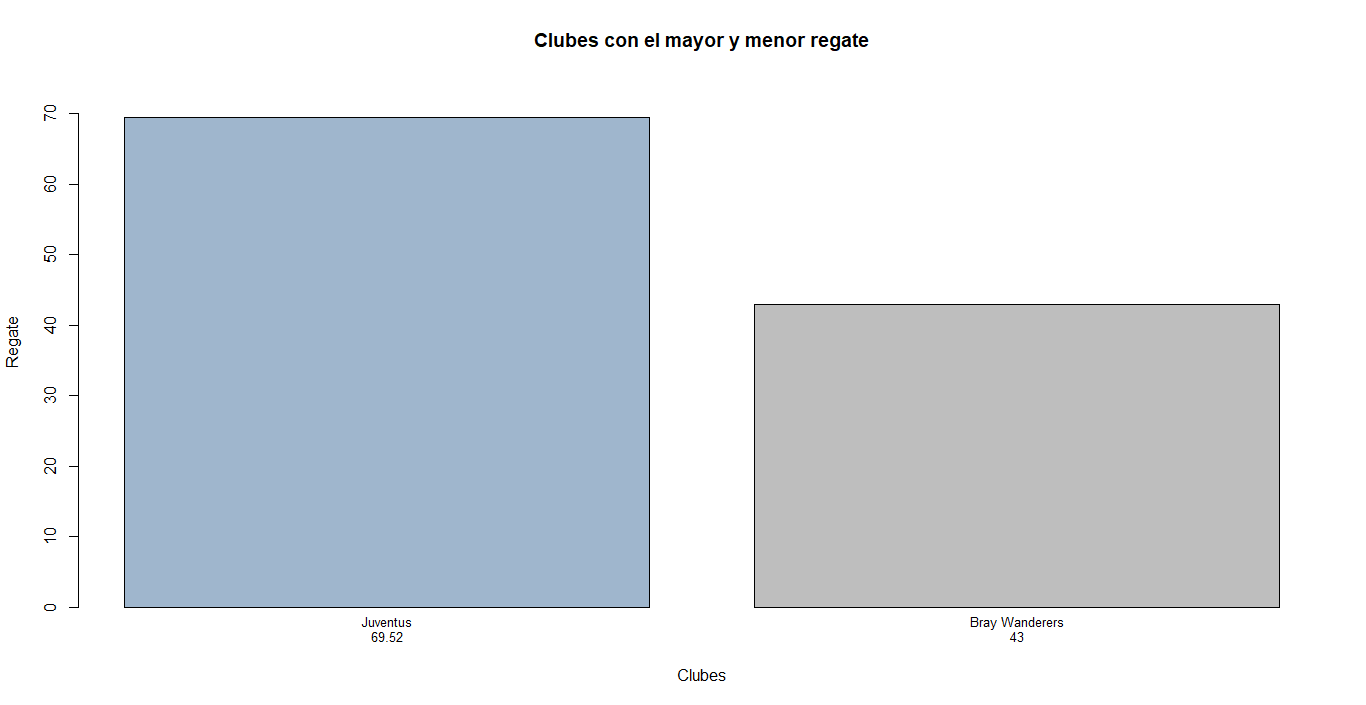 Clubes con el mayor y menor regate
70
60
50
40
30
20
10
0
Regate
Juventus
69.52
Bray Wanderers
43
Clubes